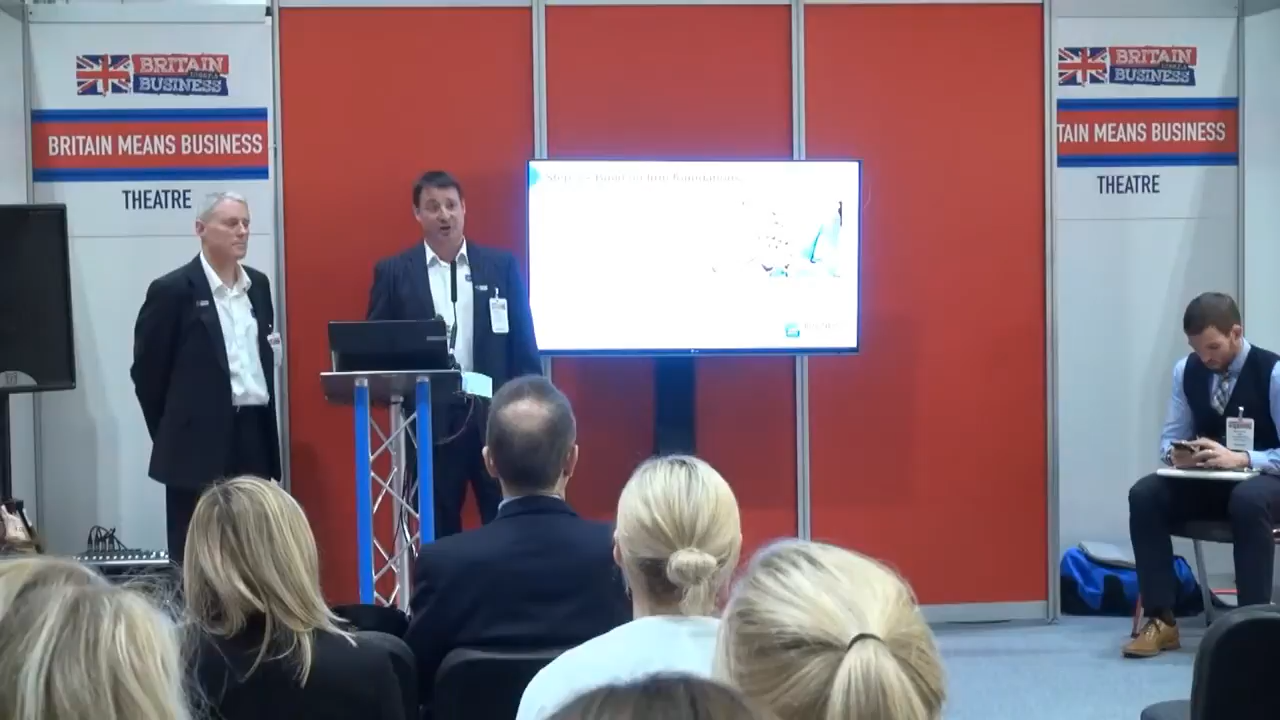 BRITAIN
BUSINESS
BRITAIN MEANS BUSINESS
THEATRE
BRITAIN
BUSINESS
TAIN MEANS BUSINESS
THEATRE